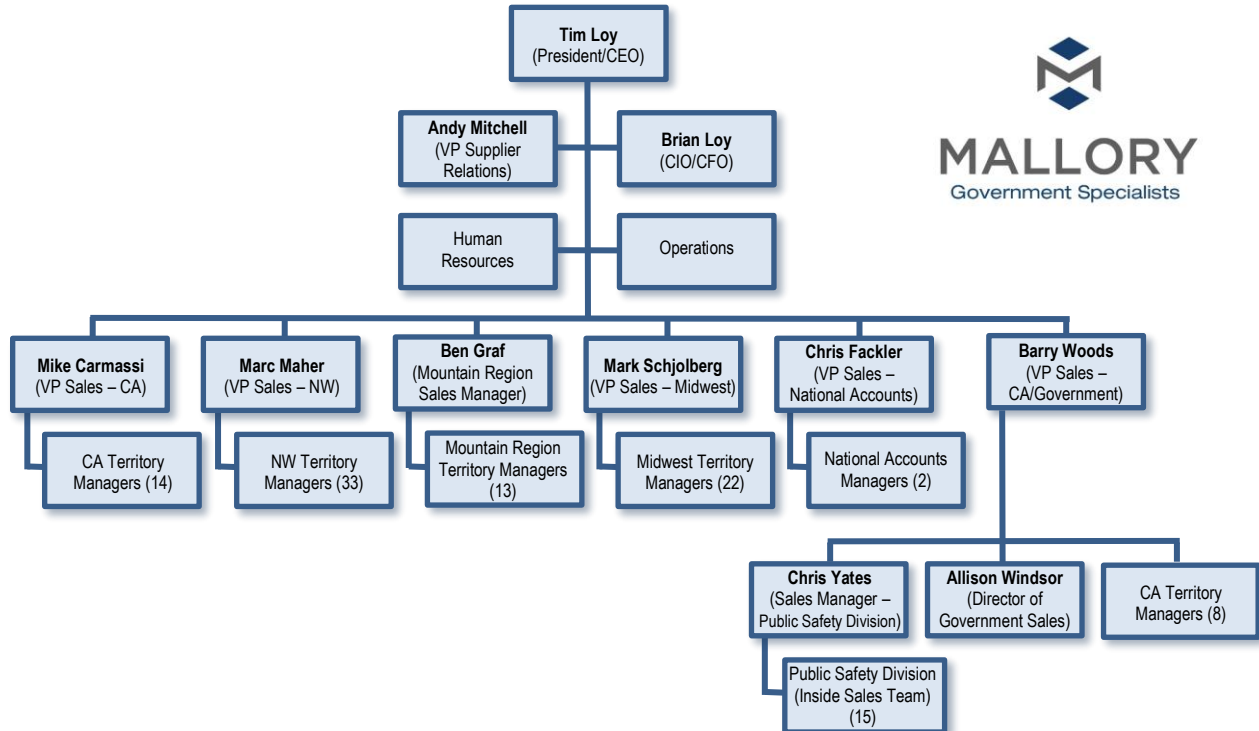 Tim Loy
(President/CEO)
MALLORY
Government Specialists
Andy Mitchell
(VP Supplier
Relations)
Brian Loy
(CIO/CFO)
Human
Resources
Operations
Mike Carmassi
(VP Sales – CA)
Marc Maher
(VP Sales – NW)
Ben Graf
(Mountain Region
Sales Manager)
Mark Schjolberg
(VP Sales – Midwest)
Chris Fackler
(VP Sales –
National Accounts)
Barry Woods
(VP Sales –
CA/Government)
CA Territory
Managers (14)
NW Territory
Managers (33)
Mountain Region
Territory Managers
(13)
Midwest Territory
Managers (22)
National Accounts
Managers (2)
Chris Yates
(Sales Manager –
Public Safety Division)
Allison Windsor
(Director of
Government Sales)
CA Territory
Managers (8)
Public Safety Division
(Inside Sales Team)
(15)